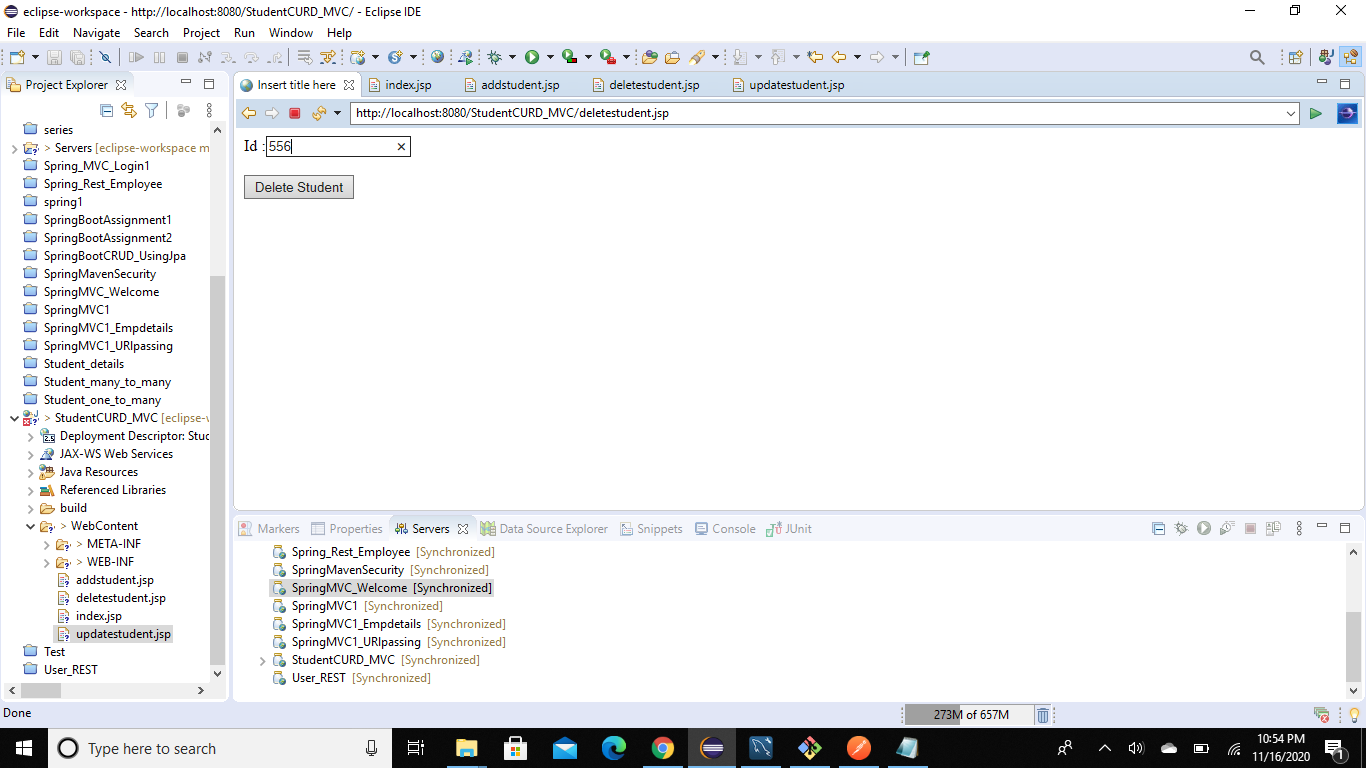 eclipse-workspace - http://localhost:8080/StudentCURD_MVC/ - Eclipse IDE
File Edit Navigate Search Project Run Window Help
Project Explorer
Insert title here
index.jsp
addstudent.jsp
deletestudent.jsp
updatestudent.jsp
http://localhost:8080/StudentCURD_MVC/deletestudent.jsp
Id :
556
Delete Student
series
> Servers [eclipse-workspace m
Spring_MVC_Login1
Spring_Rest_Employee
spring1
SpringBootAssignment1
SpringBootAssignment2
SpringBootCRUD_UsingJpa
SpringMavenSecurity
SpringMVC_Welcome
SpringMVC1
SpringMVC1_Empdetails
SpringMVC1_URIpassing
Student_details
Student_many_to_many
Student_one_to_many
> StudentCURD_MVC [eclipse-w
Deployment Descriptor: Stud
JAX-WS Web Services
Java Resources
Referenced Libraries
build
> WebContent
> META-INF
> WEB-INF
addstudent.jsp
deletestudent.jsp
index.jsp
updatestudent.jsp
Test
User_REST
Markers Properties Servers Data Source Explorer Snippets Console JUnit
Spring_Rest_Employee [Synchronized]
SpringMavenSecurity [Synchronized]
SpringMVC_Welcome [Synchronized]
SpringMVC1 [Synchronized]
SpringMVC1_Empdetails [Synchronized]
SpringMVC1_URIpassing [Synchronized]
StudentCURD_MVC [Synchronized]
User_REST [Synchronized]
Done
273M of 657M
Type here to search
10:54 PM
11/16/2020
1